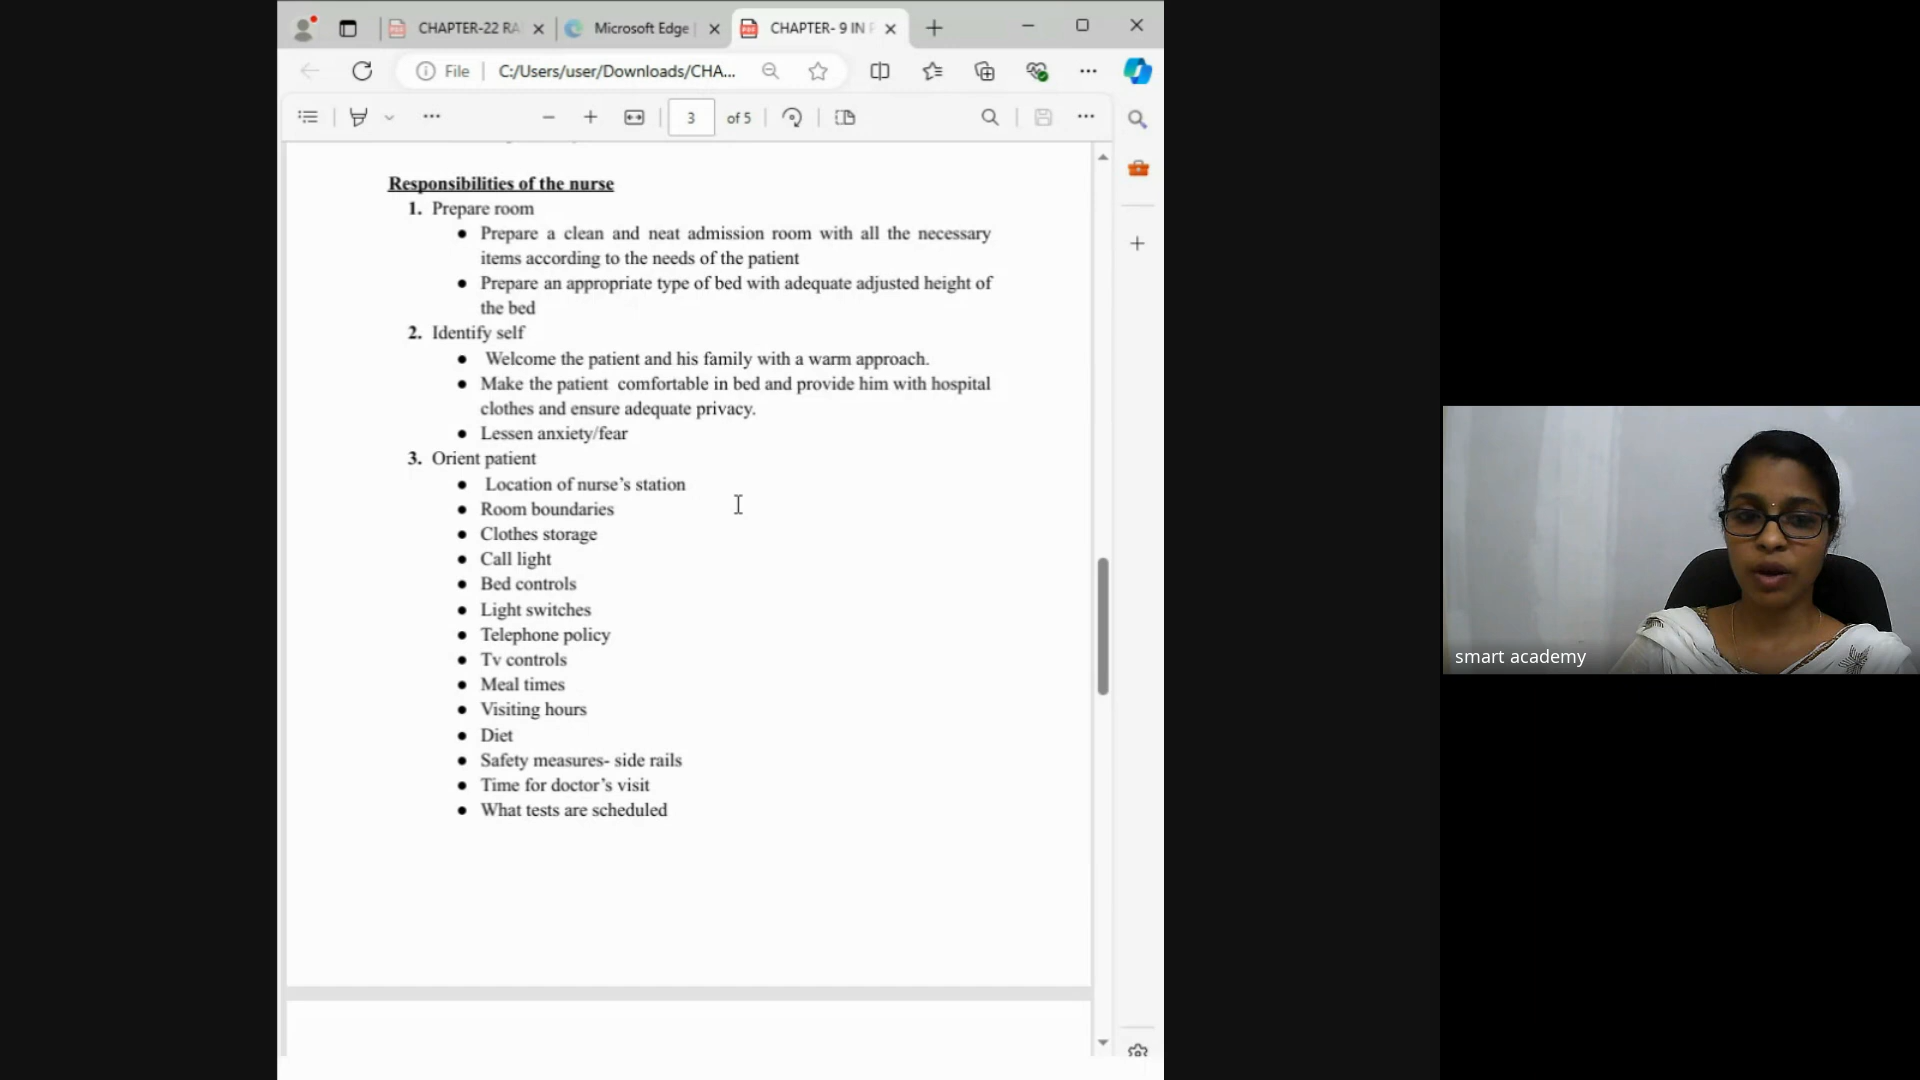 CHAPTER-22 RA
Microsoft Edge
CHAPTER- 9 IN
File
C:/Users/user/Downloads/CHA...
3
of 5
Responsibilities of the nurse
1. Prepare room
● Prepare a clean and neat admission room with all the necessary
items according to the needs of the patient
● Prepare an appropriate type of bed with adequate adjusted height of
the bed
2. Identify self
● Welcome the patient and his family with a warm approach.
● Make the patient comfortable in bed and provide him with hospital
clothes and ensure adequate privacy.
● Lessen anxiety/fear
3. Orient patient
● Location of nurse’s station
● Room boundaries
● Clothes storage
● Call light
● Bed controls
● Light switches
● Telephone policy
● Tv controls
● Meal times
● Visiting hours
● Diet
● Safety measures- side rails
● Time for doctor’s visit
● What tests are scheduled
smart academy